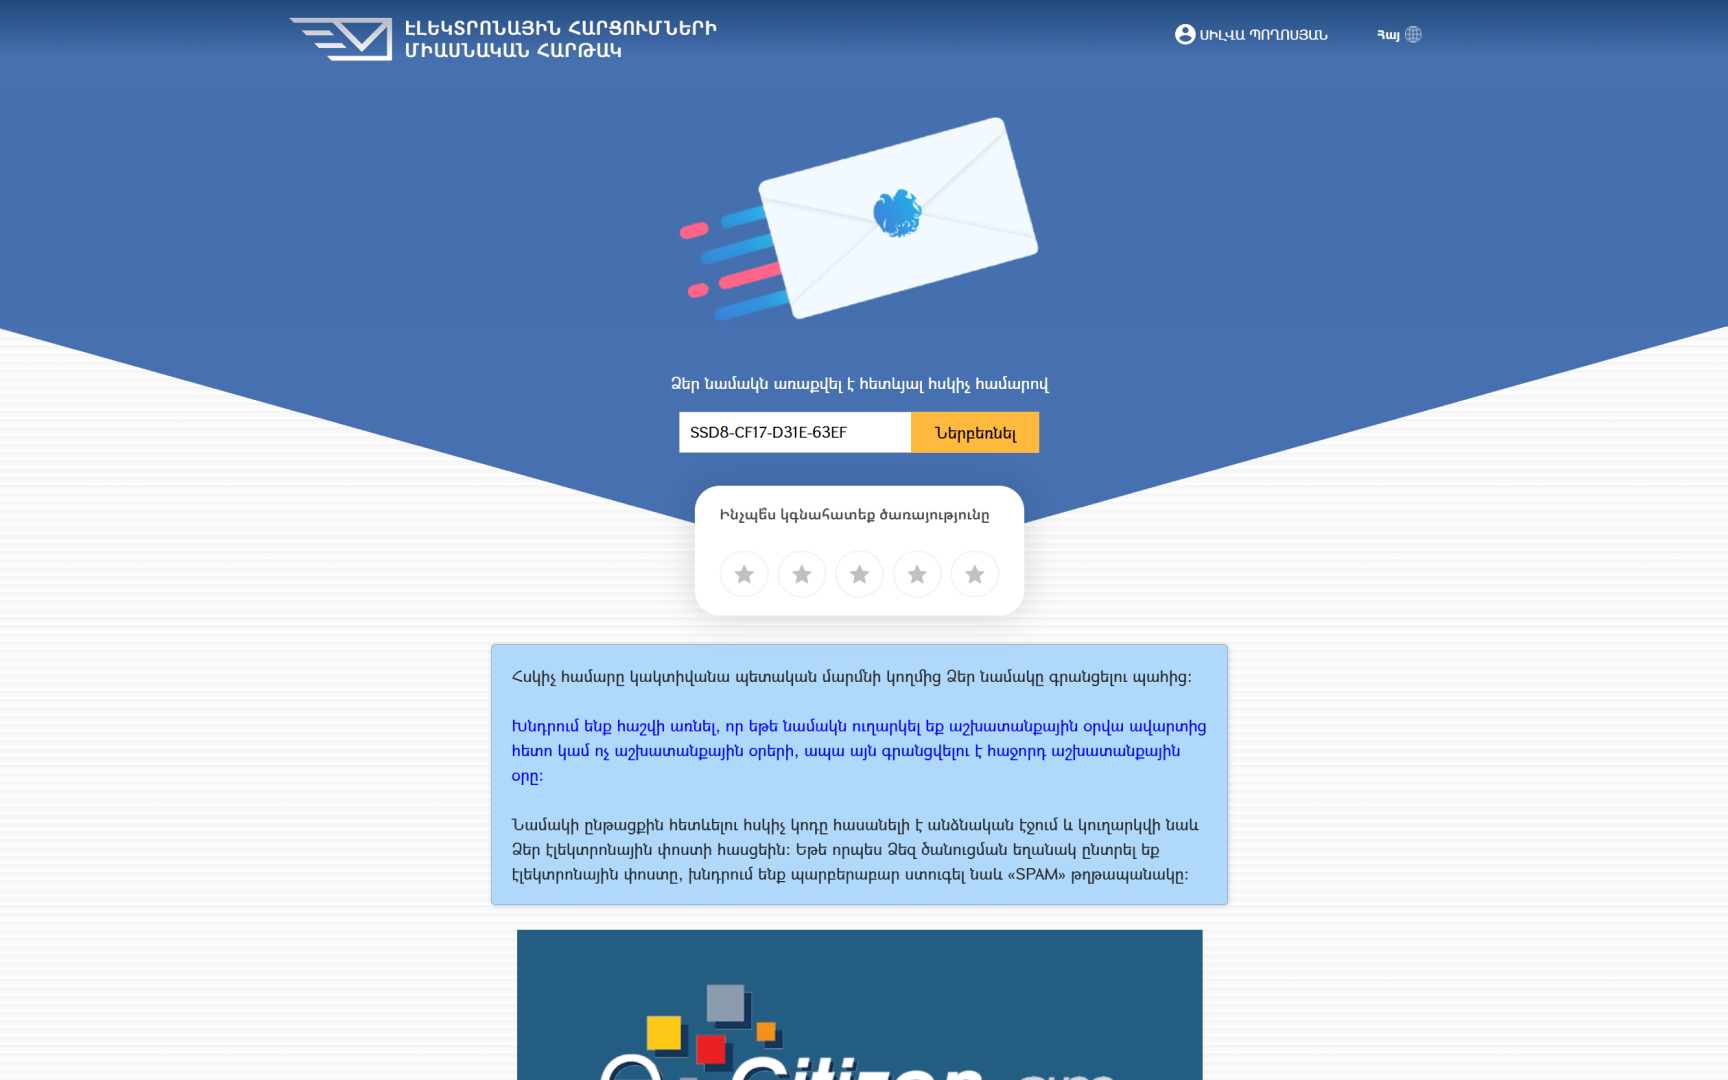 ԷԼԵԿՏՐՈՆԱՅԻՆ ՀԱՐՑՈՒՄՆԵՐԻ
ՄԻԱՍՆԱԿԱՆ ՀԱՐԹԱԿ
ՍԻԼՎԱ ՊՈՂՈՍՅԱՆ
Հայ
Ձեր նամակն առաքվել է հետևյալ հսկիչ համարով
SSD8-CF17-D31E-63EF
Ներբեռնել
Ինչպե՞ս կգնահատեք ծառայությունը
Հսկիչ համարը կակտիվանա պետական մարմնի կողմից Ձեր նամակը գրանցելու պահից:
Խնդրում ենք հաշվի առնել, որ եթե նամակն ուղարկել եք աշխատանքային օրվա ավարտից
հետո կամ ոչ աշխատանքային օրերի, ապա այն գրանցվելու է հաջորդ աշխատանքային
օրը:
Նամակի ընթացքին հետևելու հսկիչ կոդը հասանելի է անձնական էջում և կուղարկվի նաև
Ձեր էլեկտրոնային փոստի հասցեին: Եթե որպես Ձեզ ծանուցման եղանակ ընտրել եք
էլեկտրոնային փոստը, խնդրում ենք պարբերաբար ստուգել նաև «SPAM» թղթապանակը:
Citizen